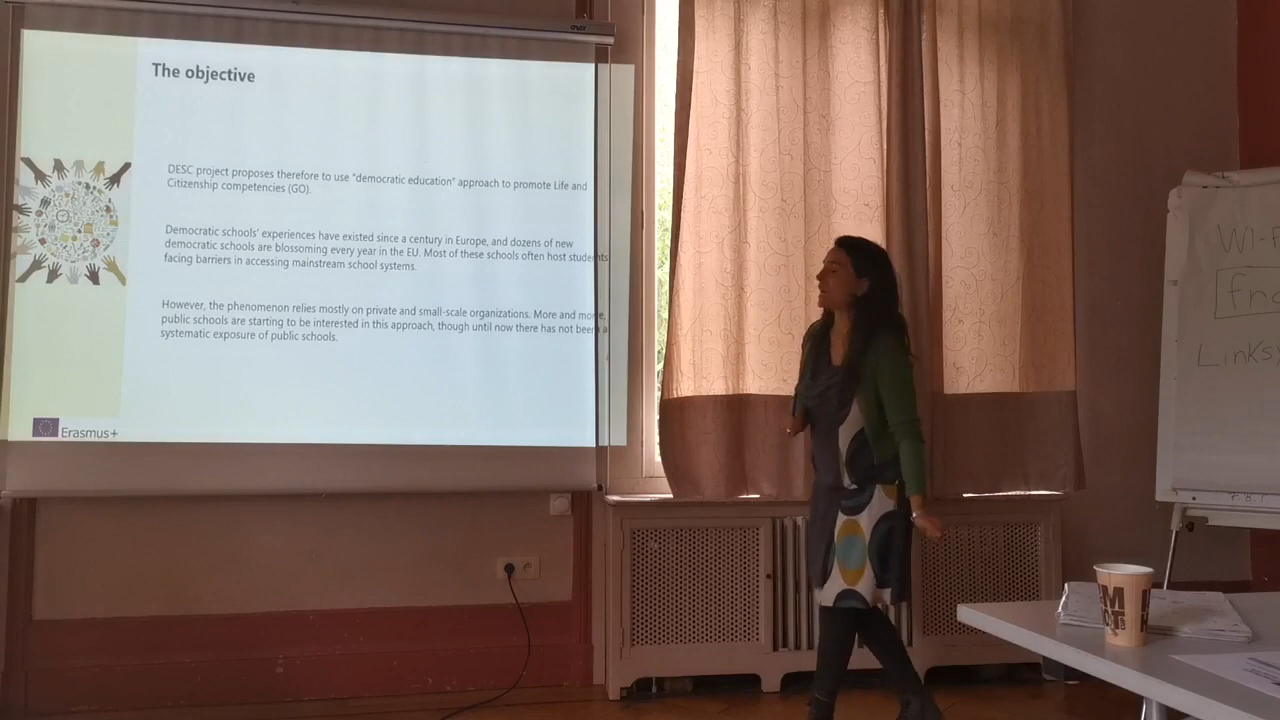 The objective
DESC project proposes therefore to use "democratic education" approach to promote Life and
Citizenship competencies (GO).
Democratic schools' experiences have existed since a century in Europe, and dozens of new
democratic schools are blossoming every year in the EU. Most of these schools often host students
facing barriers in accessing mainstream school systems.
However, the phenomenon relies mostly on private and small-scale organizations. More and more,
public schools are starting to be interested in this approach, though until now there has not been a
systematic exposure of public schools.
Erasmus+
WI-F
Links